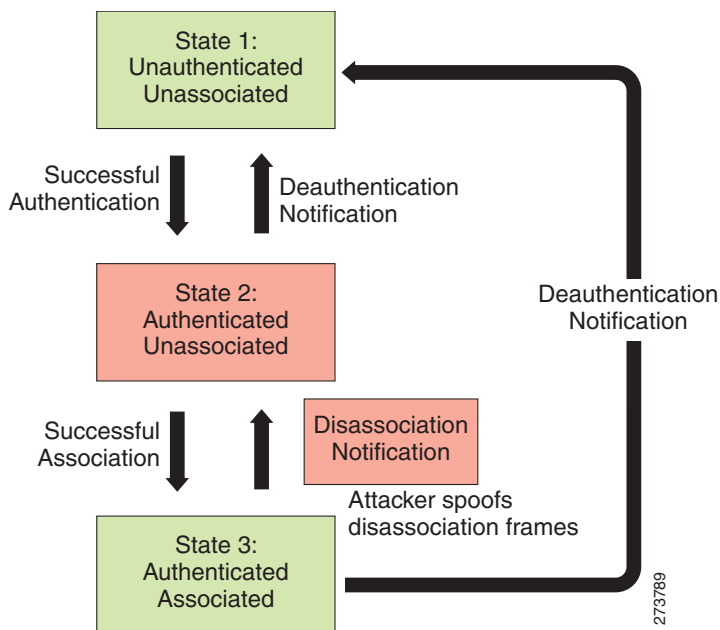 State 1:
Unauthenticated
Unassociated
Successful
Authentication
Deauthentication
Notification
State 2:
Authenticated
Unassociated
Deauthentication
Notification
Successful
Association
Disassociation
Notification
Attacker spoofs
disassociation frames
State 3:
Authenticated
Associated
273789